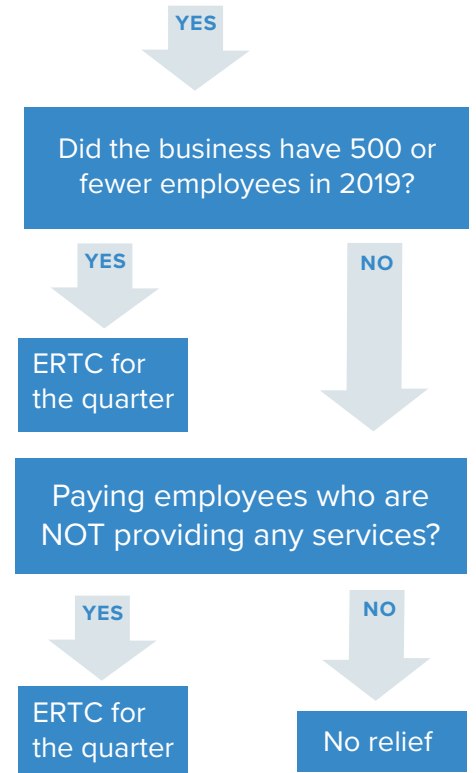 YES
Did the business have 500 or
fewer employees in 2019?
YES
NO
ERTC for
the quarter
Paying employees who are
NOT providing any services?
YES
NO
ERTC for
the quarter
No relief